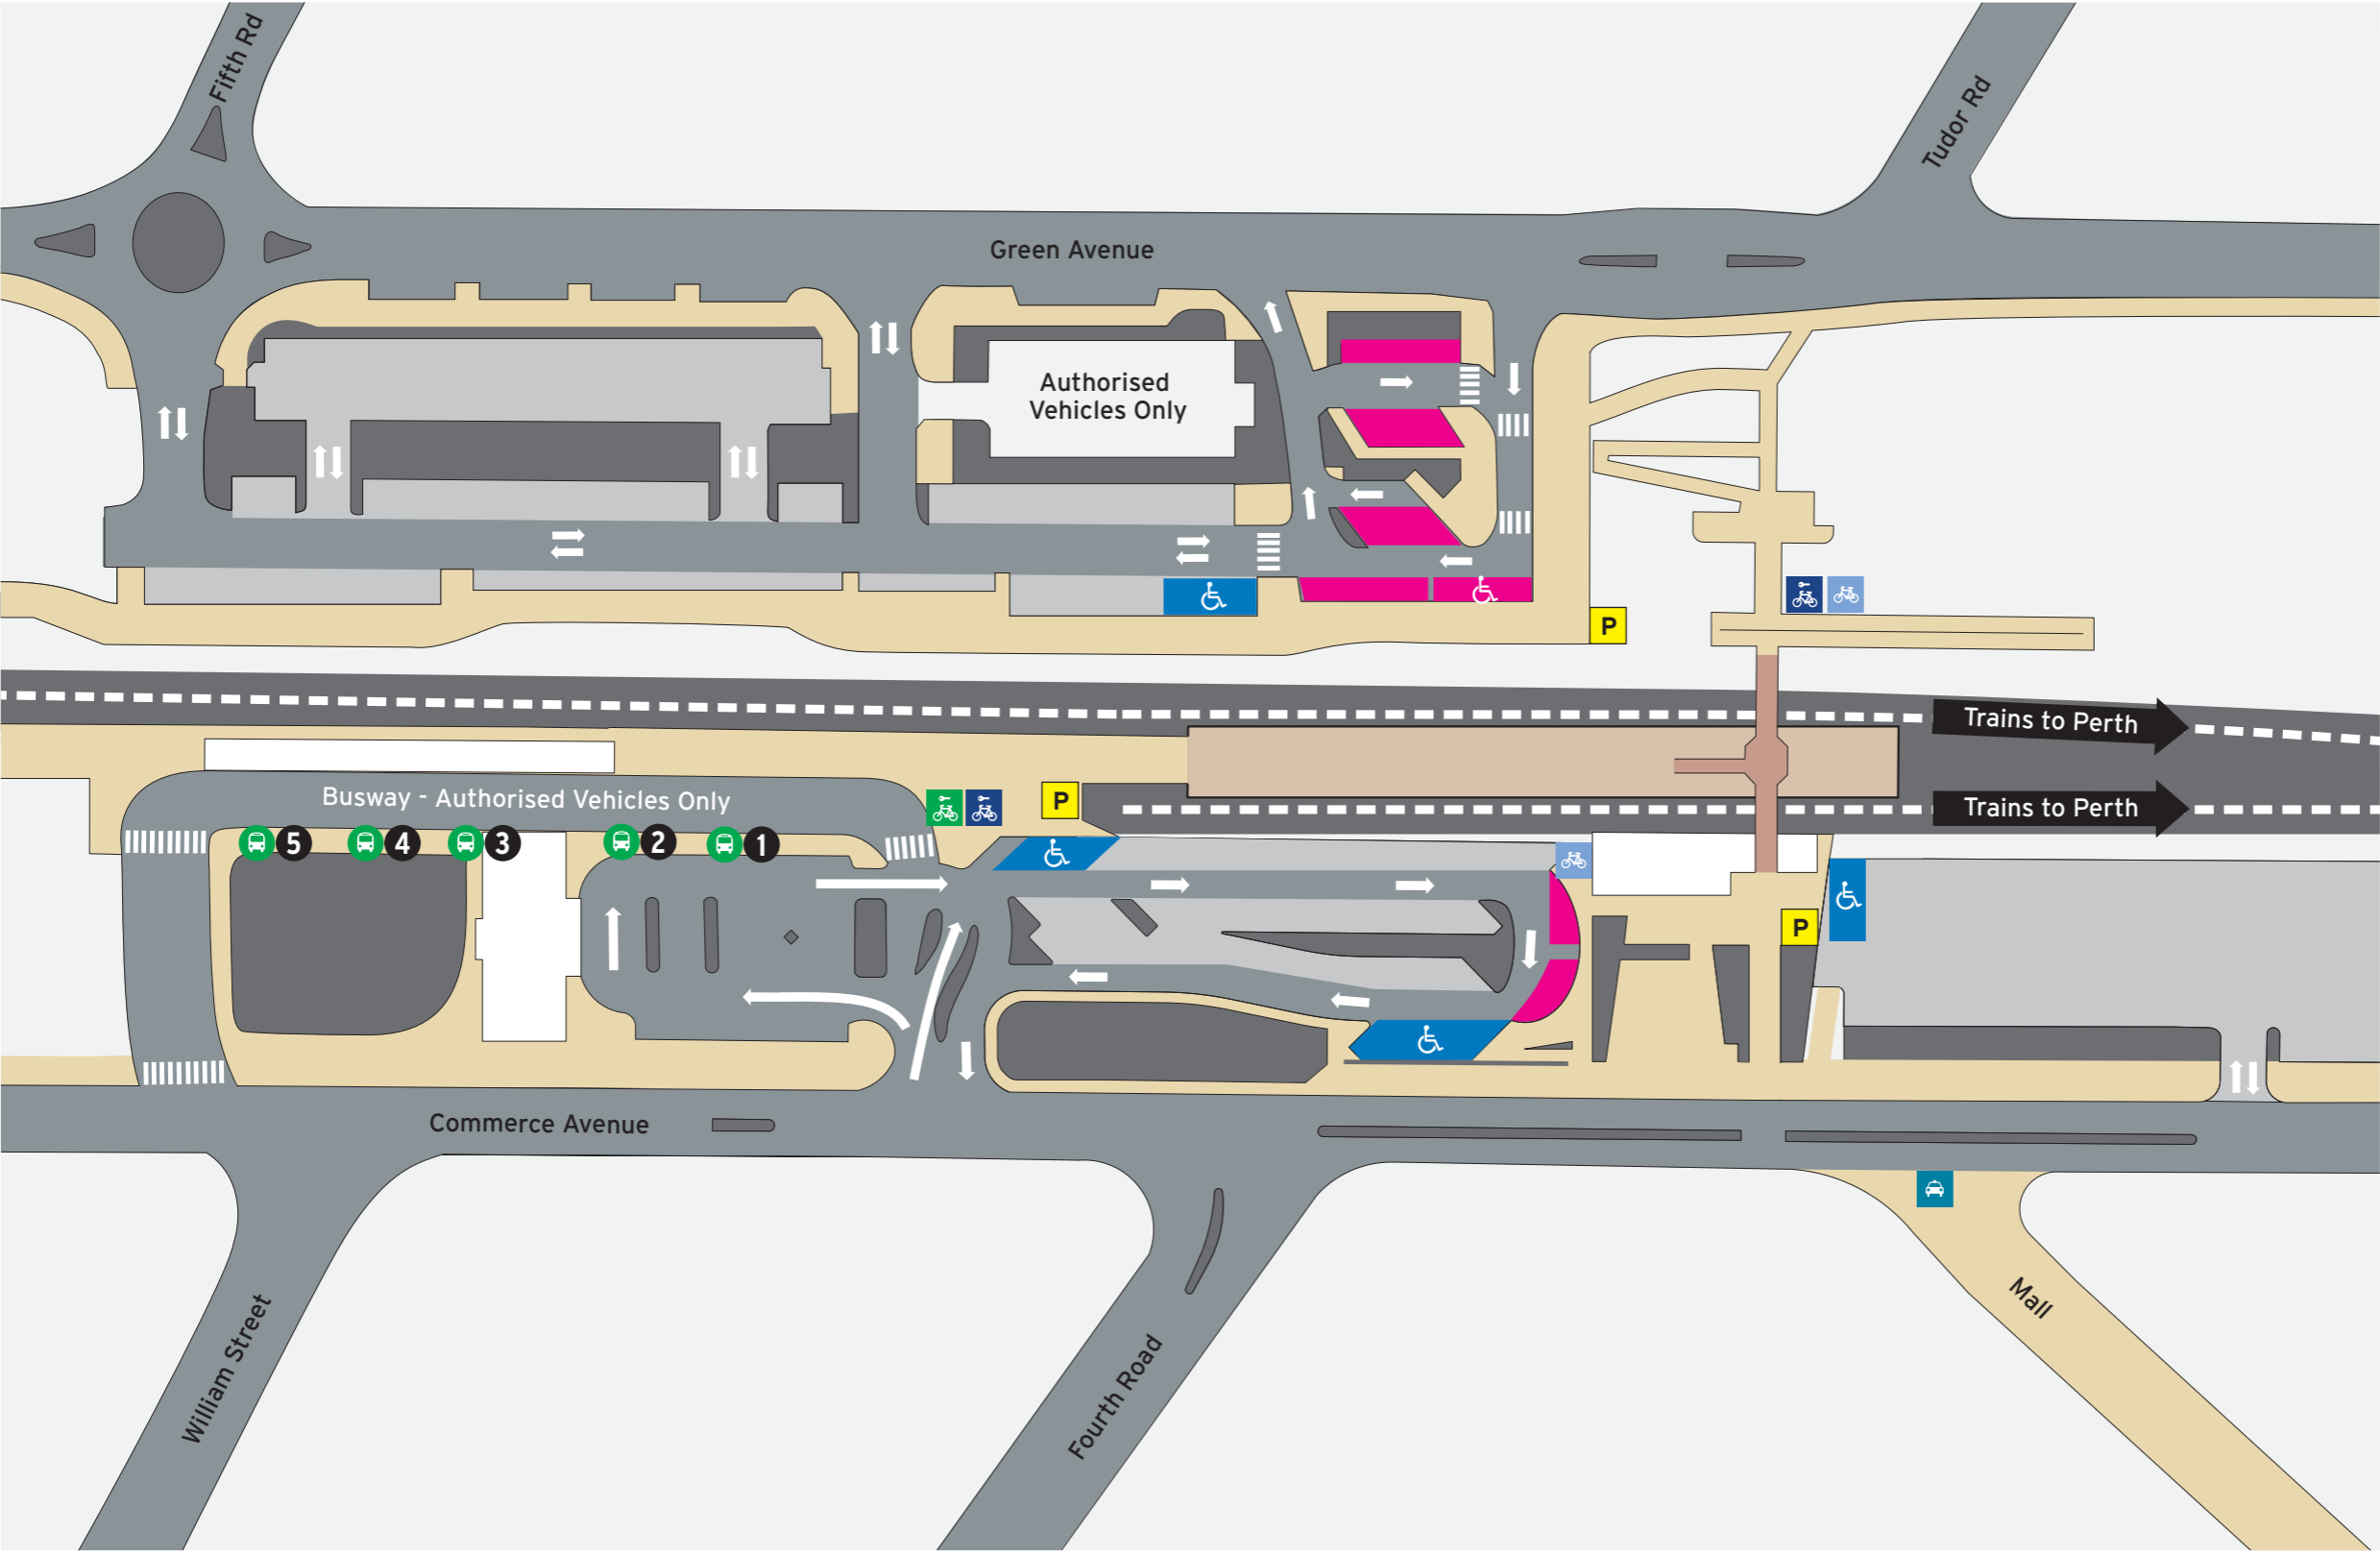 Fifth Rd
Tudor Rd
Green Avenue
Authorised
Vehicles Only
P
Trains to Perth
Busway - Authorised Vehicles Only
P
Trains to Perth
5
4
3
2
1
P
Commerce Avenue
Mall
William Street
Fourth Road